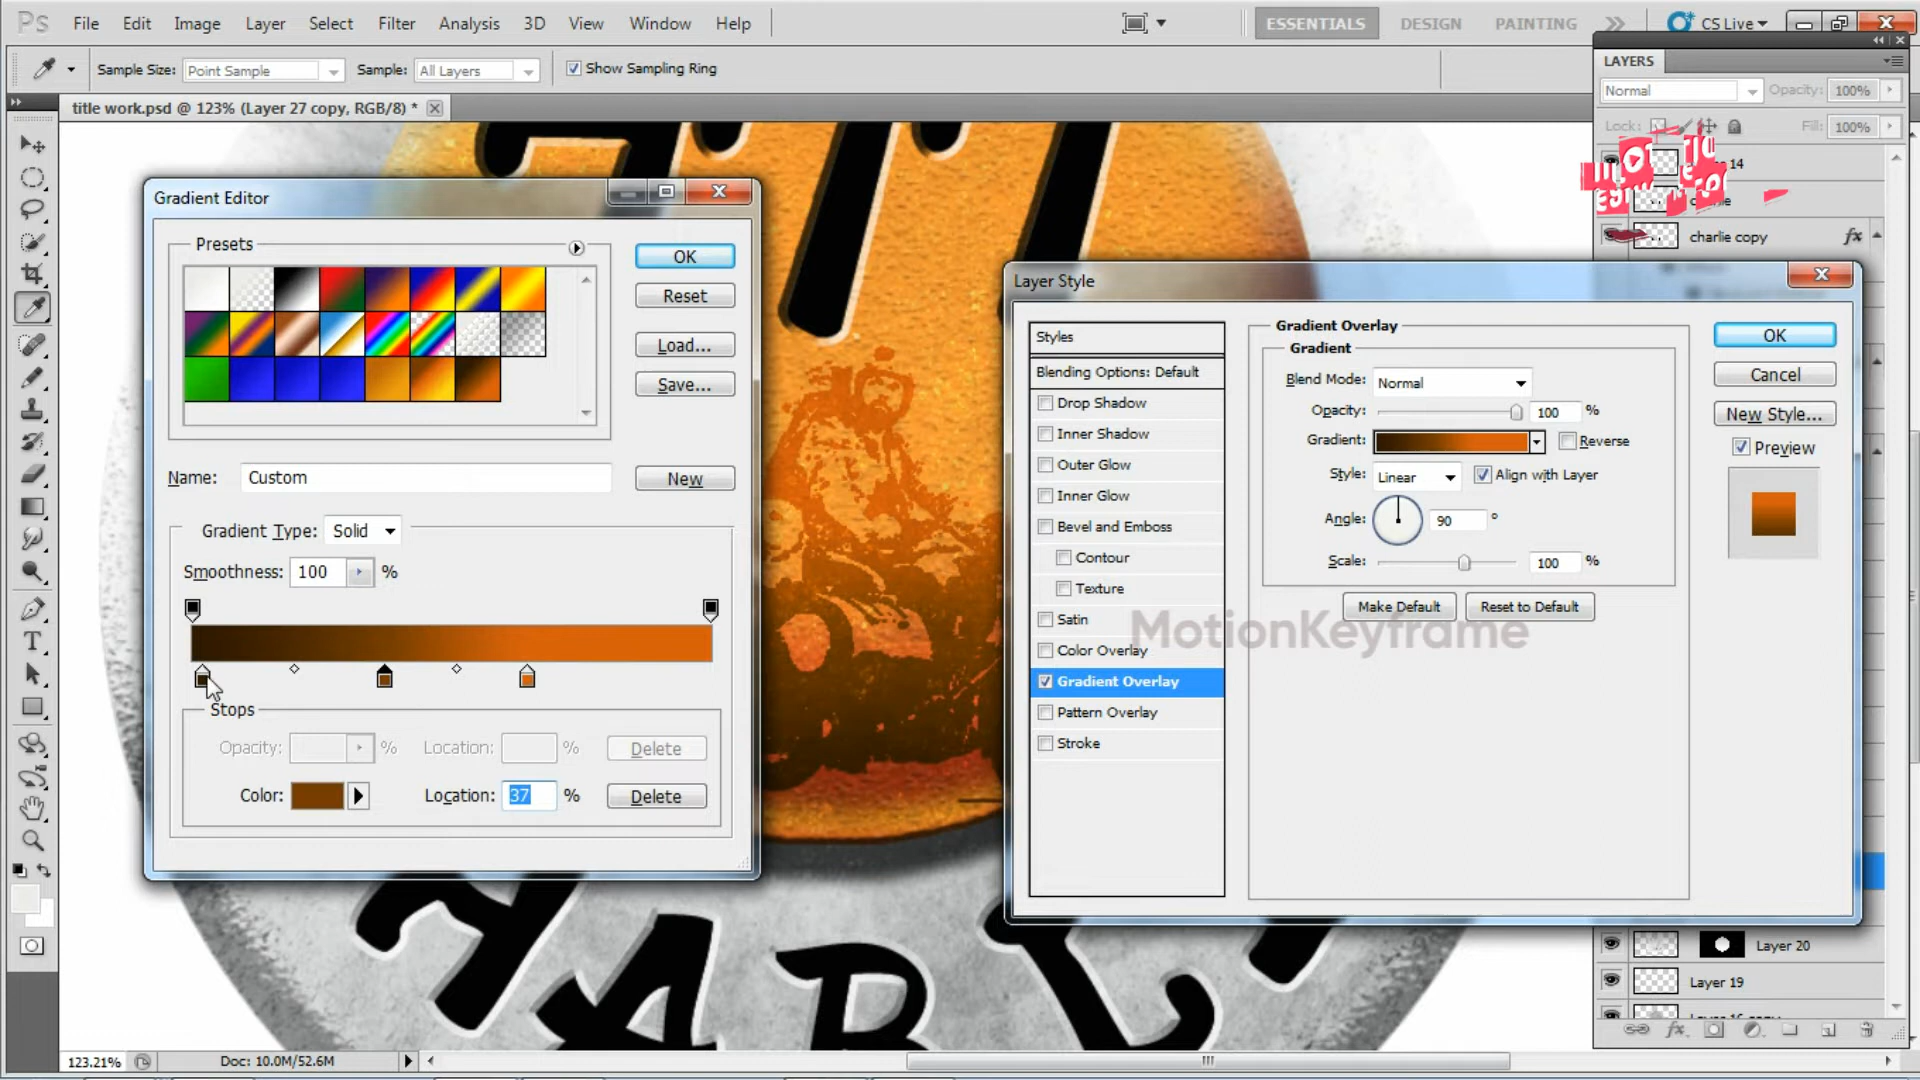 Ps File Edit Image Layer Select Filter Analysis 3D View Window Help ESSENTIALS DESIGN PAINTING CS Live
Sample Size: Point Sample Sample: All Layers Show Sampling Ring
title work.psd @ 123% (Layer 27 copy, RGB/8) *
LAYERS
Normal Opacity: 100%
Lock: Fill: 100%
14
charlie copy fx
Gradient Editor
Presets
OK
Reset
Load...
Save...
Name: Custom New
Gradient Type: Solid
Smoothness: 100 %
Stops
Opacity: % Location: % Delete
Color: Location: 37 % Delete
Layer Style
Styles
Blending Options: Default
Drop Shadow
Inner Shadow
Outer Glow
Inner Glow
Bevel and Emboss
Contour
Texture
Satin
Color Overlay
Gradient Overlay
Pattern Overlay
Stroke
Gradient Overlay
Gradient
Blend Mode: Normal
Opacity: 100 %
Gradient: Reverse
Style: Linear Align with Layer
Angle: 90 °
Scale: 100 %
Make Default Reset to Default
OK
Cancel
New Style...
Preview
MotionKeyframe
Layer 20
Layer 19
Layer 16 copy
123.21% Doc: 10.0M/52.6M